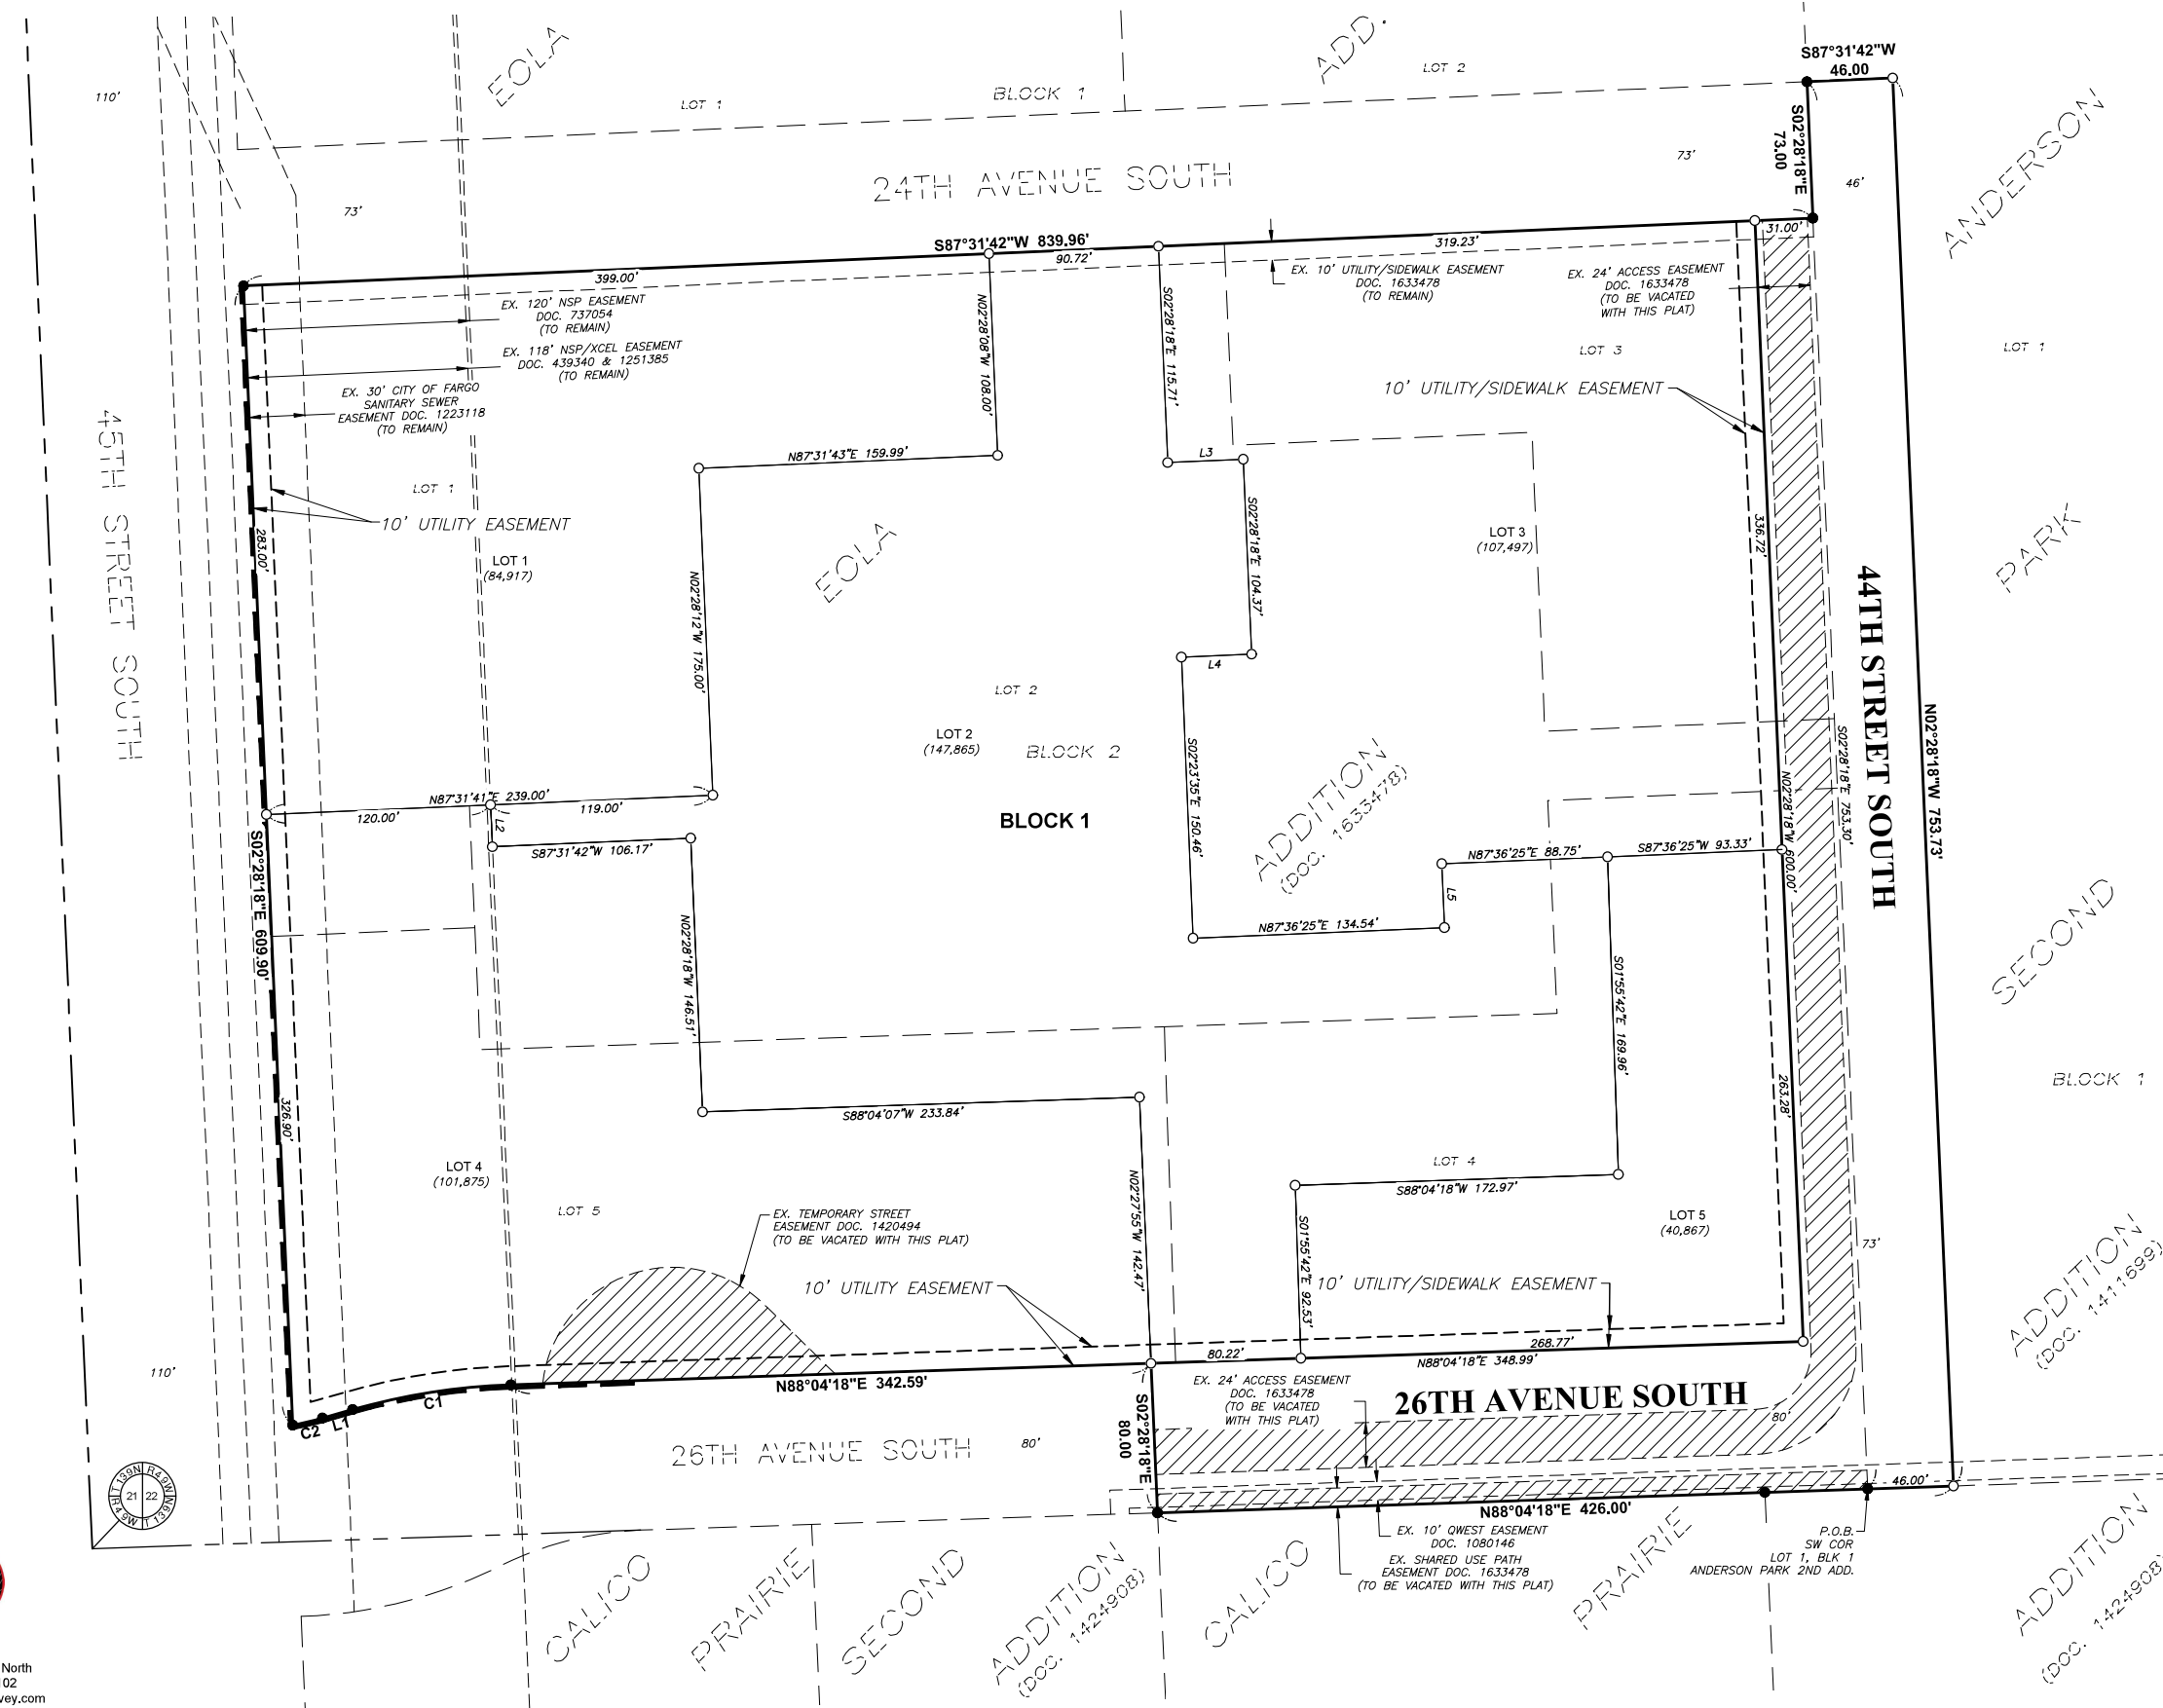 S87°31'42"W
46.00
EOLA
ADD.
110'
LOT 1
BLOCK 1
LOT 2
S02°28'18"E
73.00
73'
46'
ANDERSON
24TH AVENUE SOUTH
73'
S87°31'42"W 839.96'
399.00'
90.72'
319.23'
31.00'
EX. 120' NSP EASEMENT
DOC. 737054
(TO REMAIN)
EX. 118' NSP/XCEL EASEMENT
DOC. 439340 & 1251385
(TO REMAIN)
EX. 30' CITY OF FARGO
SANITARY SEWER
EASEMENT DOC. 1223118
(TO REMAIN)
N02°28'08"W 108.00'
S02°28'18"E 115.71'
EX. 10' UTILITY/SIDEWALK EASEMENT
DOC. 1633478
(TO REMAIN)
EX. 24' ACCESS EASEMENT
DOC. 1633478
(TO BE VACATED
WITH THIS PLAT)
LOT 3
LOT 1
10' UTILITY/SIDEWALK EASEMENT
45TH STREET SOUTH
N87°31'43"E 159.99'
L3
LOT 1
10' UTILITY EASEMENT
283.00'
LOT 1
(84,917)
EOLA
S02°28'18"E 104.37'
LOT 3
(107,497)
336.72'
PARK
N02°28'12"W 175.00'
44TH STREET SOUTH
L4
LOT 2
LOT 2
(147,865)
BLOCK 2
S02°23'35"E 150.46'
ADDITION
(DOC. 1633478)
S02°28'18"E 753.30'
N02°28'18"W 753.73'
N02°28'18"W 600.00'
N87°31'41"E 239.00'
120.00'
119.00'
L2
BLOCK 1
S87°31'42"W 106.17'
S02°28'18"E 609.90'
N87°36'25"E 88.75'
S87°36'25"W 93.33'
L5
N87°36'25"E 134.54'
SECOND
N02°28'18"W 146.51'
S01°55'42"E 169.96'
326.90'
263.28'
BLOCK 1
S88°04'07"W 233.84'
LOT 4
(101,875)
LOT 5
N02°27'55"W 142.47'
LOT 4
S88°04'18"W 172.97'
LOT 5
(40,867)
73'
EX. TEMPORARY STREET
EASEMENT DOC. 1420494
(TO BE VACATED WITH THIS PLAT)
10' UTILITY EASEMENT
S01°55'42"E 92.53'
10' UTILITY/SIDEWALK EASEMENT
ADDITION
(DOC. 1411699)
80.22'
268.77'
N88°04'18"E 348.99'
110'
N88°04'18"E 342.59'
C1
C2
L1
EX. 24' ACCESS EASEMENT
DOC. 1633478
(TO BE VACATED
WITH THIS PLAT)
26TH AVENUE SOUTH
80'
S02°28'18"E
80.00
26TH AVENUE SOUTH
80'
46.00'
T 139N R49W
21 22
R49W T 139N
N88°04'18"E 426.00'
EX. 10' QWEST EASEMENT
DOC. 1080146
EX. SHARED USE PATH
EASEMENT DOC. 1633478
(TO BE VACATED WITH THIS PLAT)
P.O.B.
SW COR
LOT 1, BLK 1
ANDERSON PARK 2ND ADD.
CALICO
PRAIRIE
SECOND
ADDITION
(DOC. 1424908)
CALICO
PRAIRIE
ADDITION
(DOC. 1424908)
North
02
vey.com